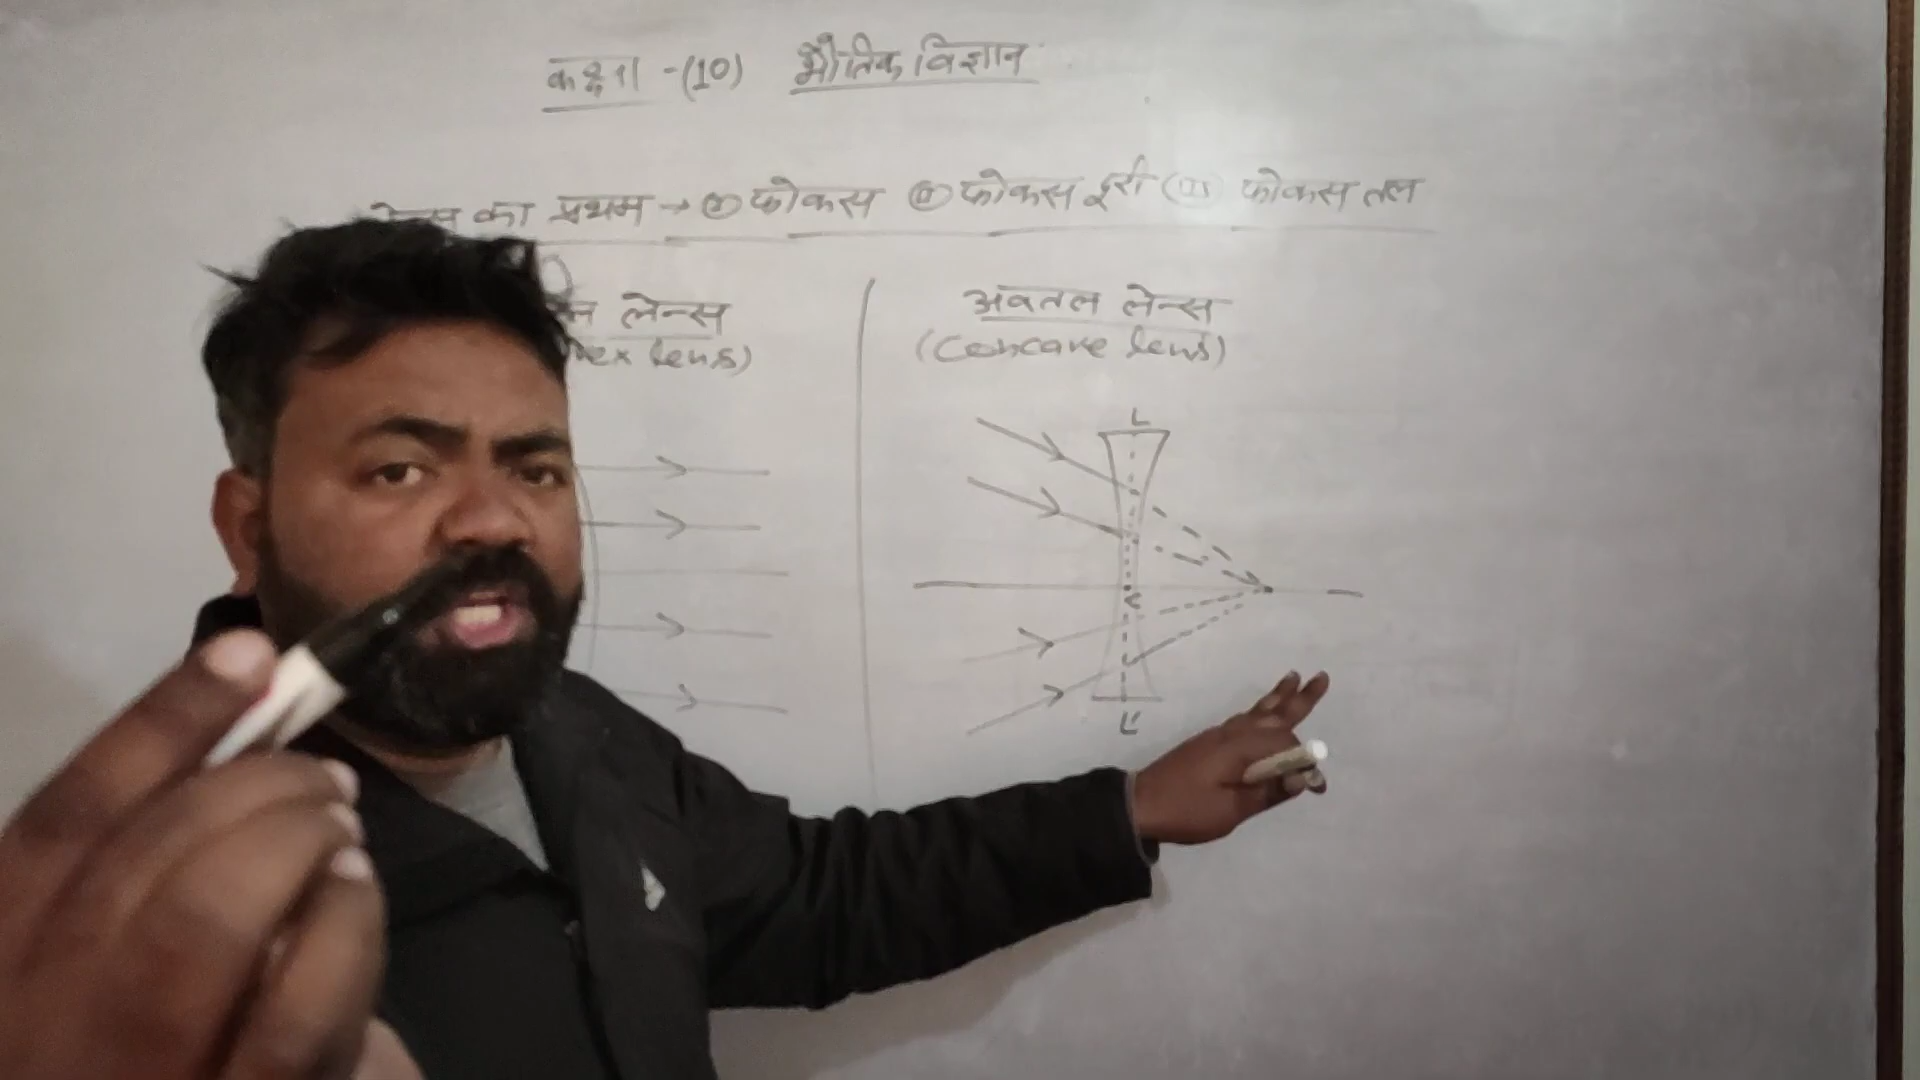 कक्षा -(10) भौतिक विज्ञान
का प्रथम → (i) फोकस (ii) फोकस दूरी (iii) फोकस तल
लेन्स
lens)
अवतल लेन्स
(Concave lens)
L
L'